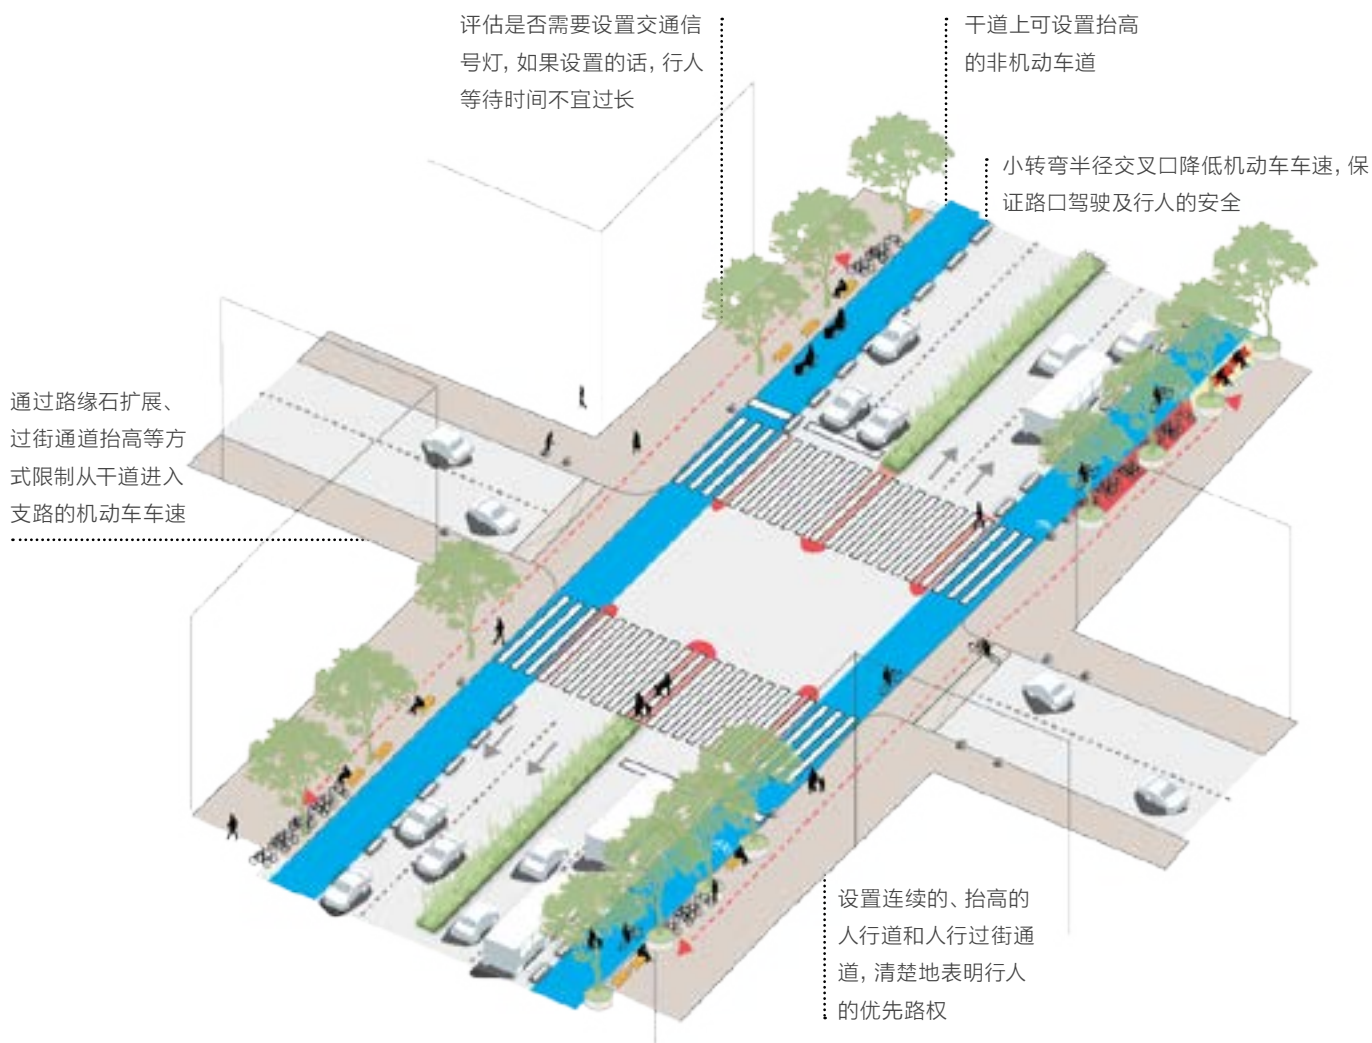 评估是否需要设置交通信
号灯, 如果设置的话, 行人
等待时间不宜过长
干道上可设置抬高
的非机动车道
小转弯半径交叉口降低机动车车速, 保
证路口驾驶及行人的安全
通过路缘石扩展、
过街通道抬高等方
式限制从干道进入
支路的机动车车速
设置连续的、抬高的
人行道和人行过街通
道, 清楚地表明行人
的优先路权